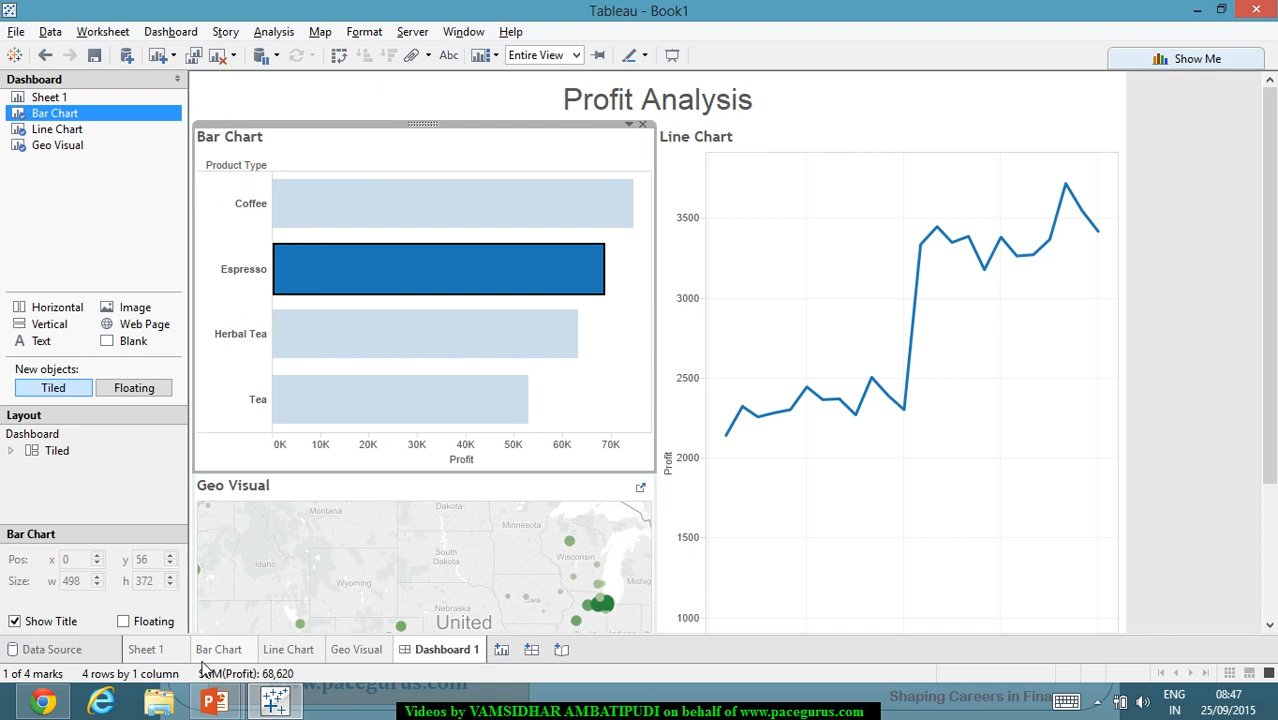 Tableau - Book1
File Data Worksheet Dashboard Story Analysis Map Format Server Window Help
Abc Entire View Show Me
Dashboard
Sheet 1
Bar Chart
Line Chart
Geo Visual
Horizontal Image
Vertical Web Page
Text Blank
New objects:
Tiled Floating
Layout
Dashboard
Tiled
Bar Chart
Pos: x 0 y 56
Size: w 498 h 372
Show Title Floating
Profit Analysis
Bar Chart
Product Type
Coffee
Espresso
Herbal Tea
Tea
0K 10K 20K 30K 40K 50K 60K 70K
Profit
Geo Visual
Montana
North
Dakota
Minnesota
South
Dakota
Wisconsin
Idaho
Wyoming
Michig
Iowa
Nebraska
United
Line Chart
3500
3000
2500
2000
1500
1000
Profit
Data Source Sheet 1 Bar Chart Line Chart Geo Visual Dashboard 1
1 of 4 marks 4 rows by 1 column SUM(Profit): 68,620
www.pacegurus.com
Shaping Careers in Fina
Videos by VAMSIDHAR AMBATIPUDI on behalf of www.pacegurus.com
ENG 08:47
IN 25/09/2015